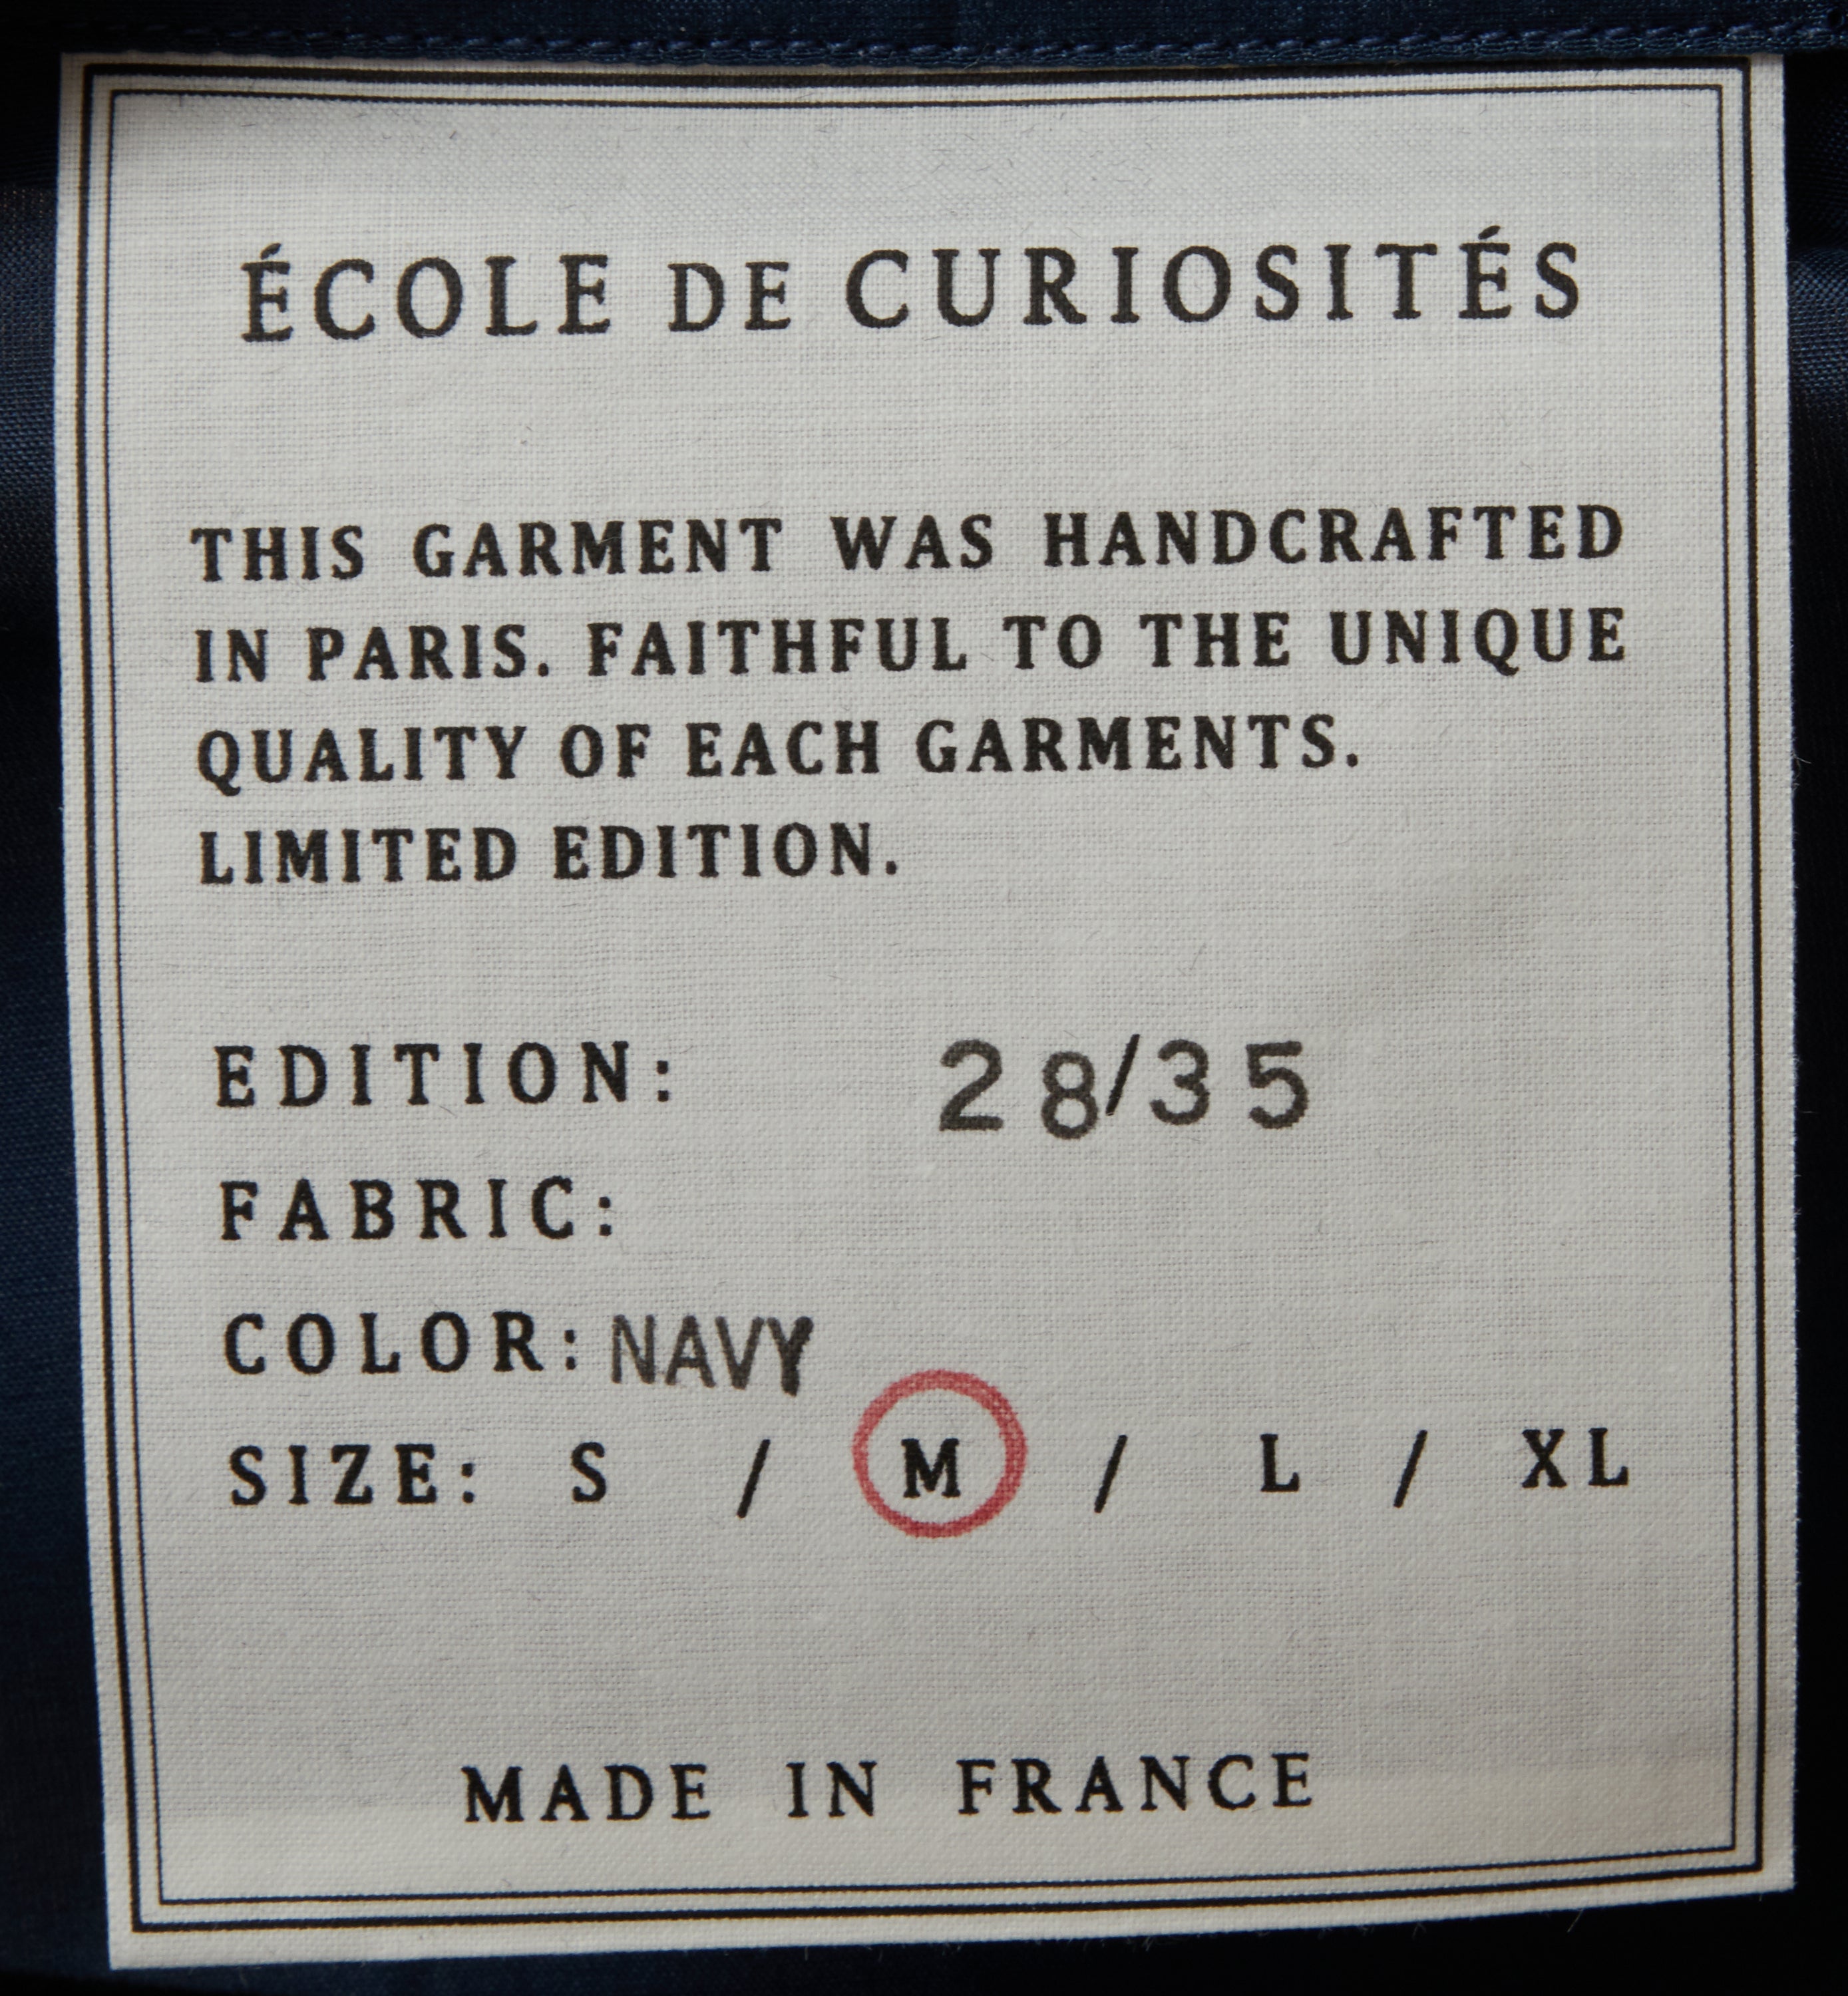 ÉCOLE DE CURIOSITÉS
THIS GARMENT WAS HANDCRAFTED
IN PARIS. FAITHFUL TO THE UNIQUE
QUALITY OF EACH GARMENTS.
LIMITED EDITION.
EDITION: 28/35
FABRIC:
COLOR: NAVY
SIZE: S / M / L / XL
MADE IN FRANCE